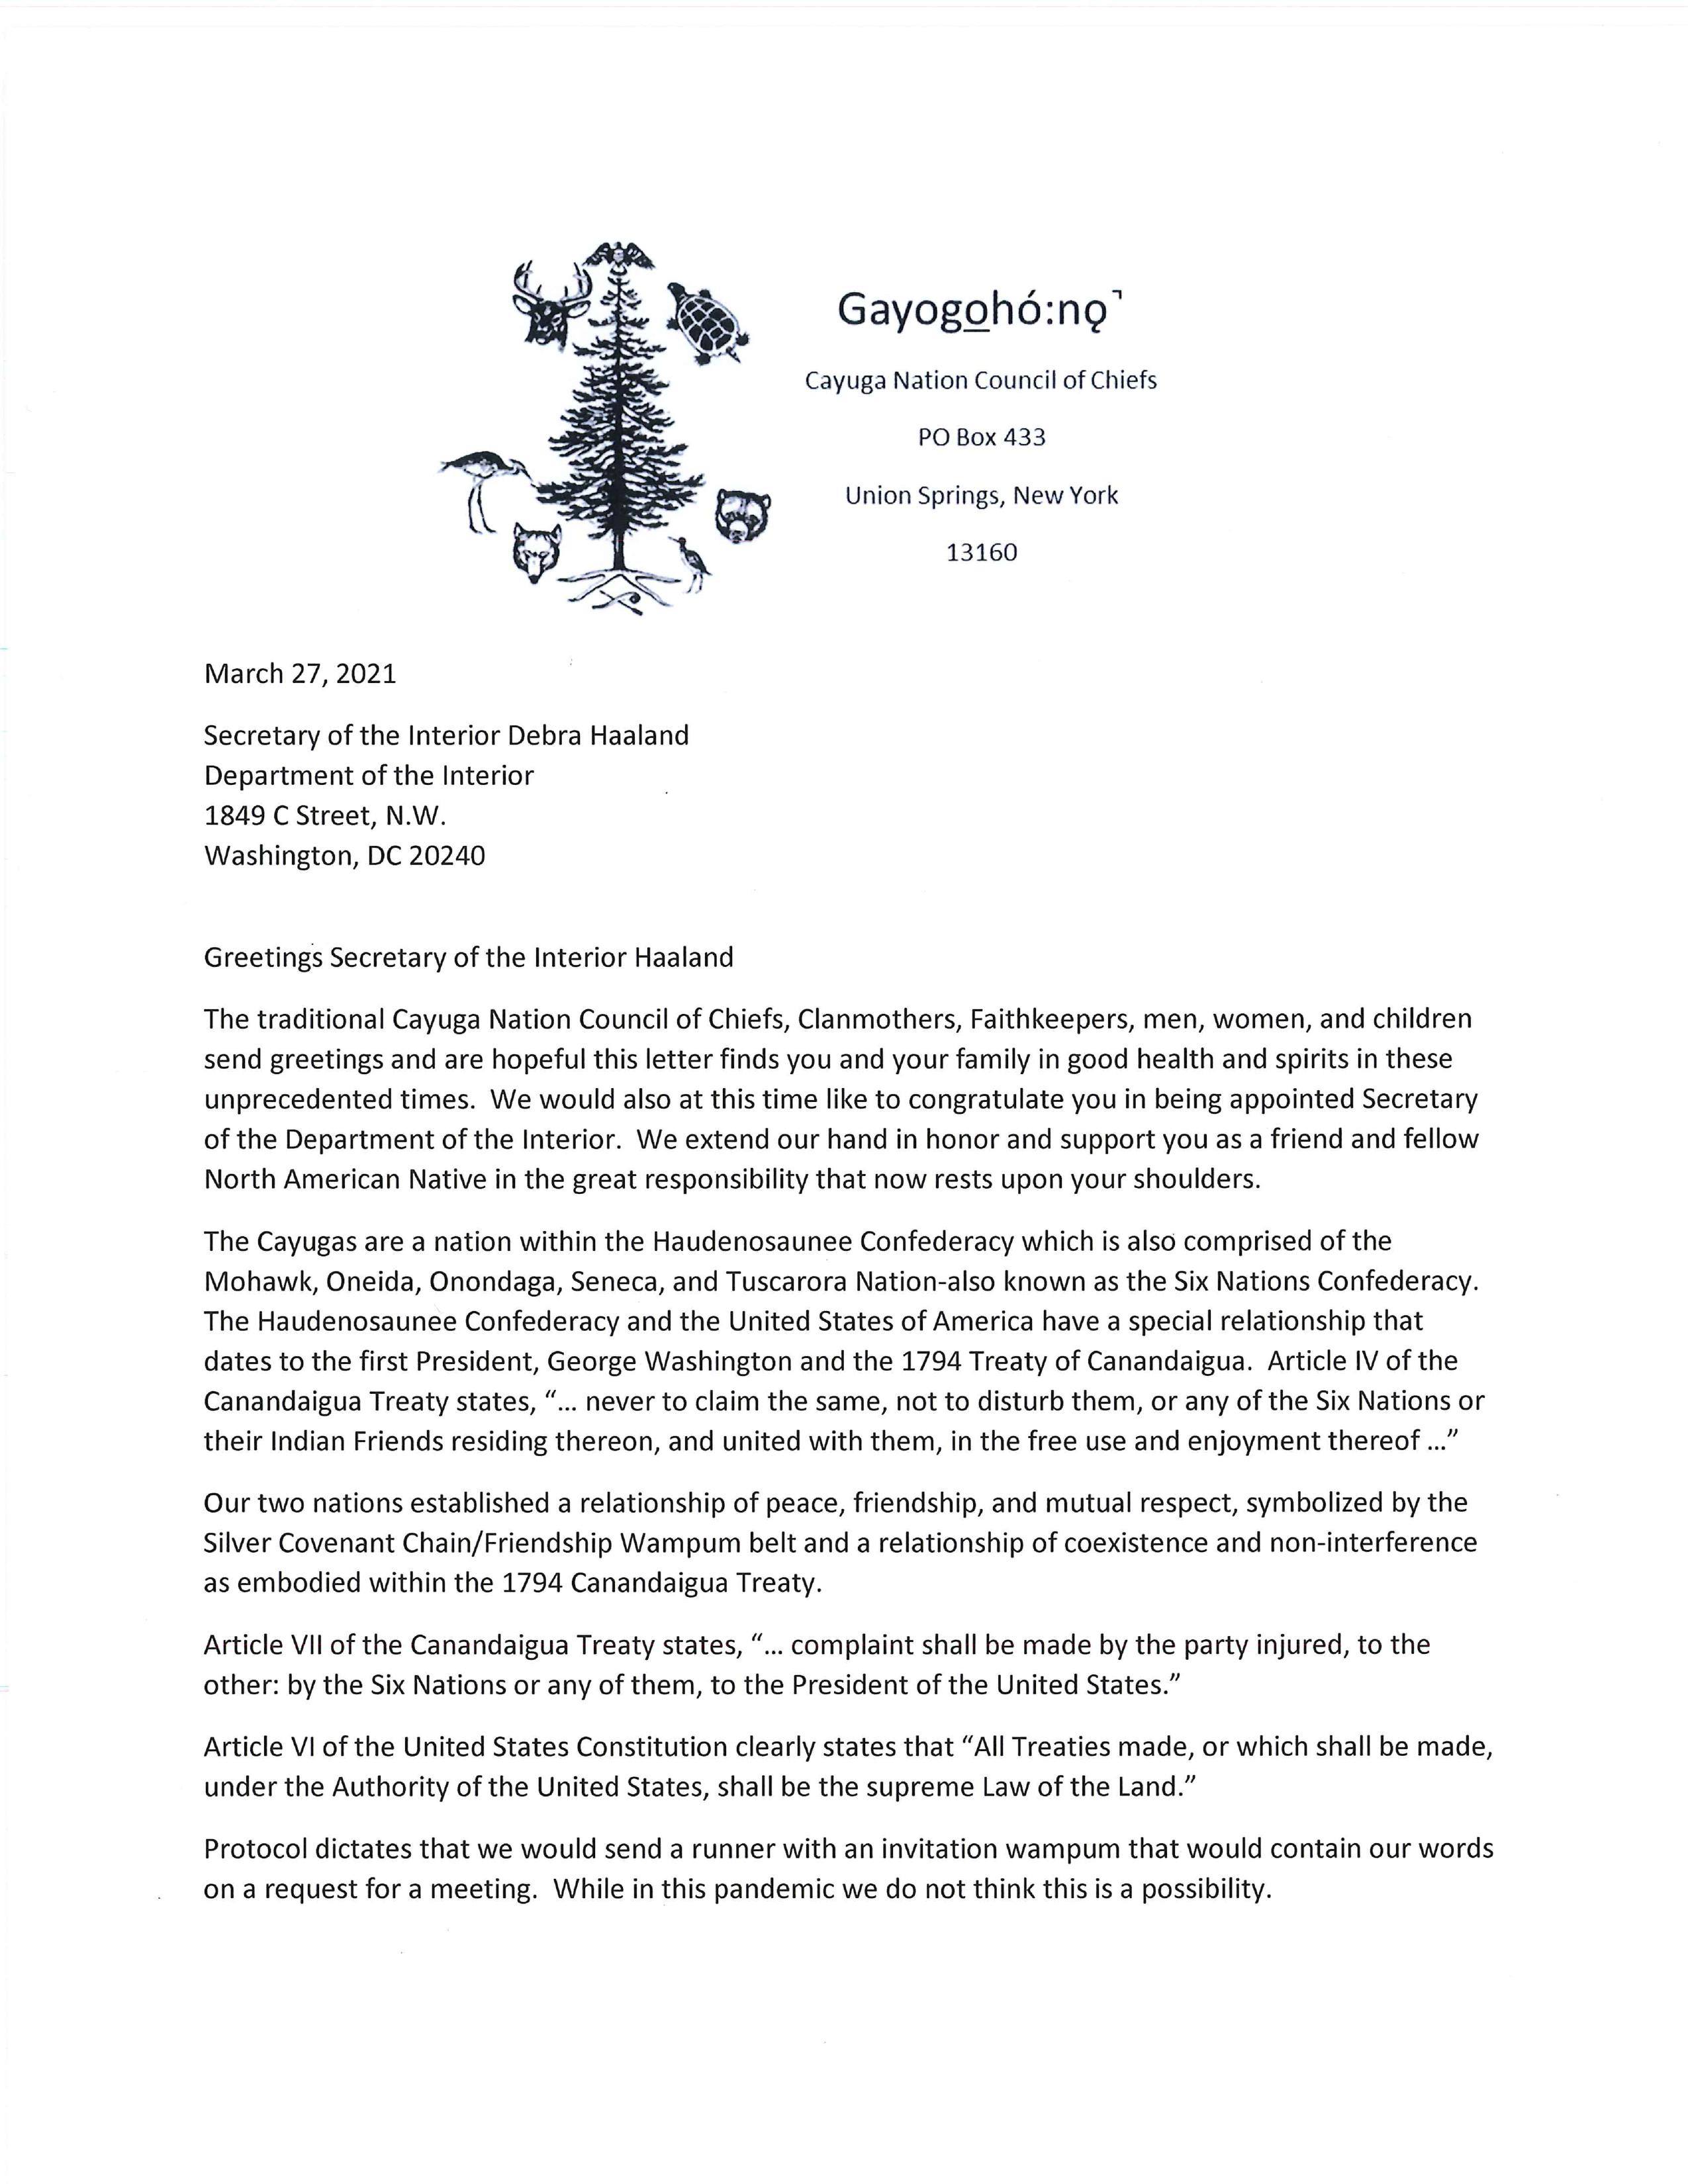 Gayogo̱hó:nǫˀ
Cayuga Nation Council of Chiefs
PO Box 433
Union Springs, New York
13160
March 27, 2021
Secretary of the Interior Debra Haaland
Department of the Interior
1849 C Street, N.W.
Washington, DC 20240
Greetings Secretary of the Interior Haaland
The traditional Cayuga Nation Council of Chiefs, Clanmothers, Faithkeepers, men, women, and children
send greetings and are hopeful this letter finds you and your family in good health and spirits in these
unprecedented times.  We would also at this time like to congratulate you in being appointed Secretary
of the Department of the Interior.  We extend our hand in honor and support you as a friend and fellow
North American Native in the great responsibility that now rests upon your shoulders.
The Cayugas are a nation within the Haudenosaunee Confederacy which is also comprised of the
Mohawk, Oneida, Onondaga, Seneca, and Tuscarora Nation-also known as the Six Nations Confederacy.
The Haudenosaunee Confederacy and the United States of America have a special relationship that
dates to the first President, George Washington and the 1794 Treaty of Canandaigua.  Article IV of the
Canandaigua Treaty states, “... never to claim the same, not to disturb them, or any of the Six Nations or
their Indian Friends residing thereon, and united with them, in the free use and enjoyment thereof ...”
Our two nations established a relationship of peace, friendship, and mutual respect, symbolized by the
Silver Covenant Chain/Friendship Wampum belt and a relationship of coexistence and non-interference
as embodied within the 1794 Canandaigua Treaty.
Article VII of the Canandaigua Treaty states, “... complaint shall be made by the party injured, to the
other: by the Six Nations or any of them, to the President of the United States.”
Article VI of the United States Constitution clearly states that “All Treaties made, or which shall be made,
under the Authority of the United States, shall be the supreme Law of the Land.”
Protocol dictates that we would send a runner with an invitation wampum that would contain our words
on a request for a meeting.  While in this pandemic we do not think this is a possibility.